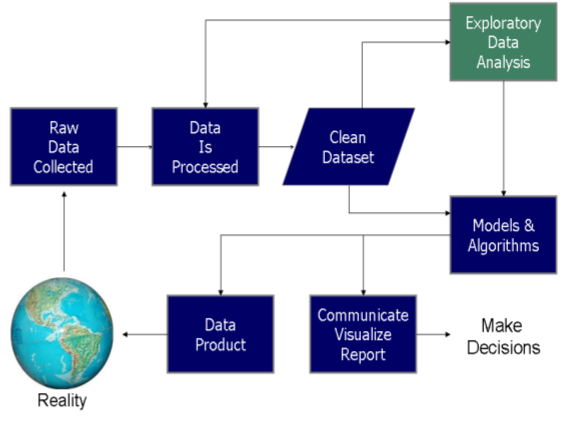 Exploratory
Data
Analysis
Raw
Data
Collected
Data
Is
Processed
Clean
Dataset
Models &
Algorithms
Data
Product
Communicate
Visualize
Report
Make
Decisions
Reality